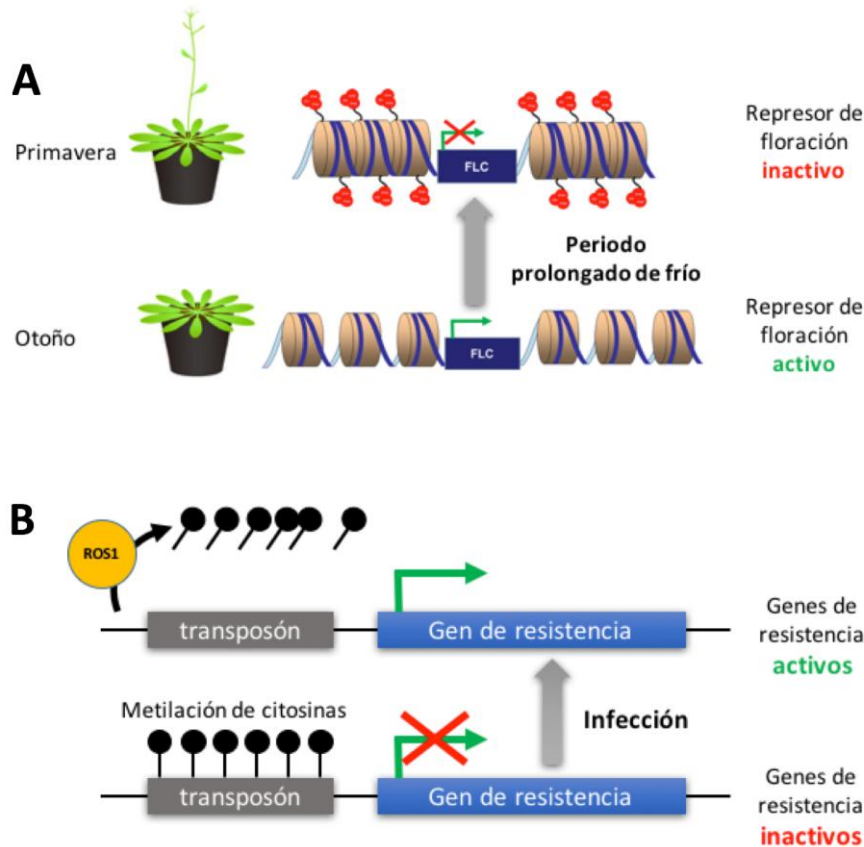 A
Primavera
FLC
Represor de
floración
inactivo
Periodo
prolongado de frío
Otoño
FLC
Represor de
floración
activo
B
ROS1
transposón
Gen de resistencia
Genes de
resistencia
activos
Metilación de citosinas
Infección
transposón
Gen de resistencia
Genes de
resistencia
inactivos